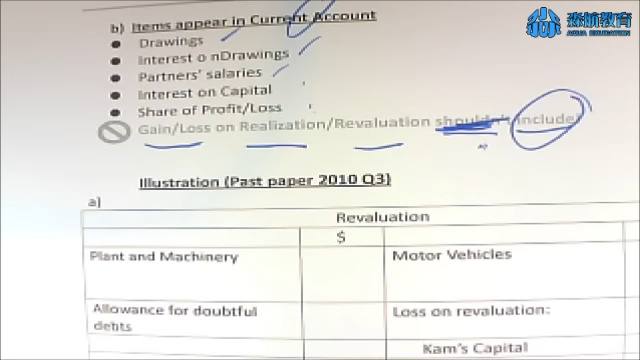 森航教育
AQUA EDUCATION
b) Items appear in Current Account
Drawings
Interest o nDrawings
Partners' salaries
Interest on Capital
Share of Profit/Loss
Gain/Loss on Realization/Revaluation shouldn't include!
Illustration (Past paper 2010 Q3)
a)
Revaluation
$
Plant and Machinery
Motor Vehicles
Allowance for doubtful
debts
Loss on revaluation:
Kam's Capital